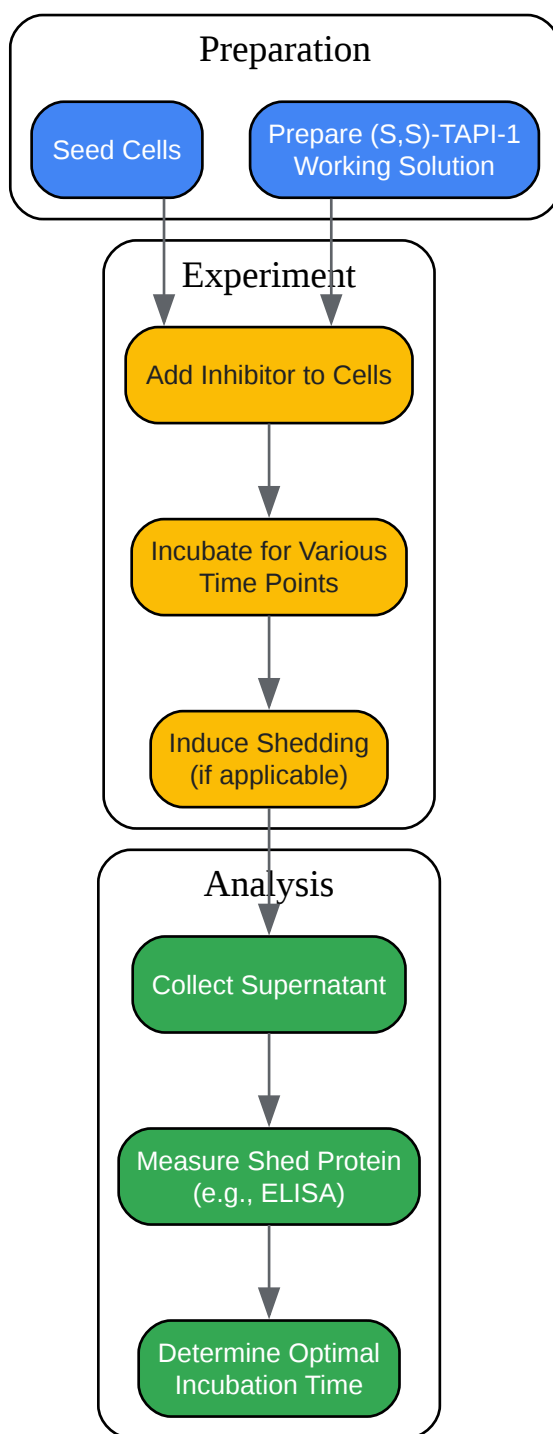 Preparation
Seed Cells
Prepare (S,S)-TAPI-1
Working Solution
Experiment
Add Inhibitor to Cells
Incubate for Various
Time Points
Induce Shedding
(if applicable)
Analysis
Collect Supernatant
Measure Shed Protein
(e.g., ELISA)
Determine Optimal
Incubation Time